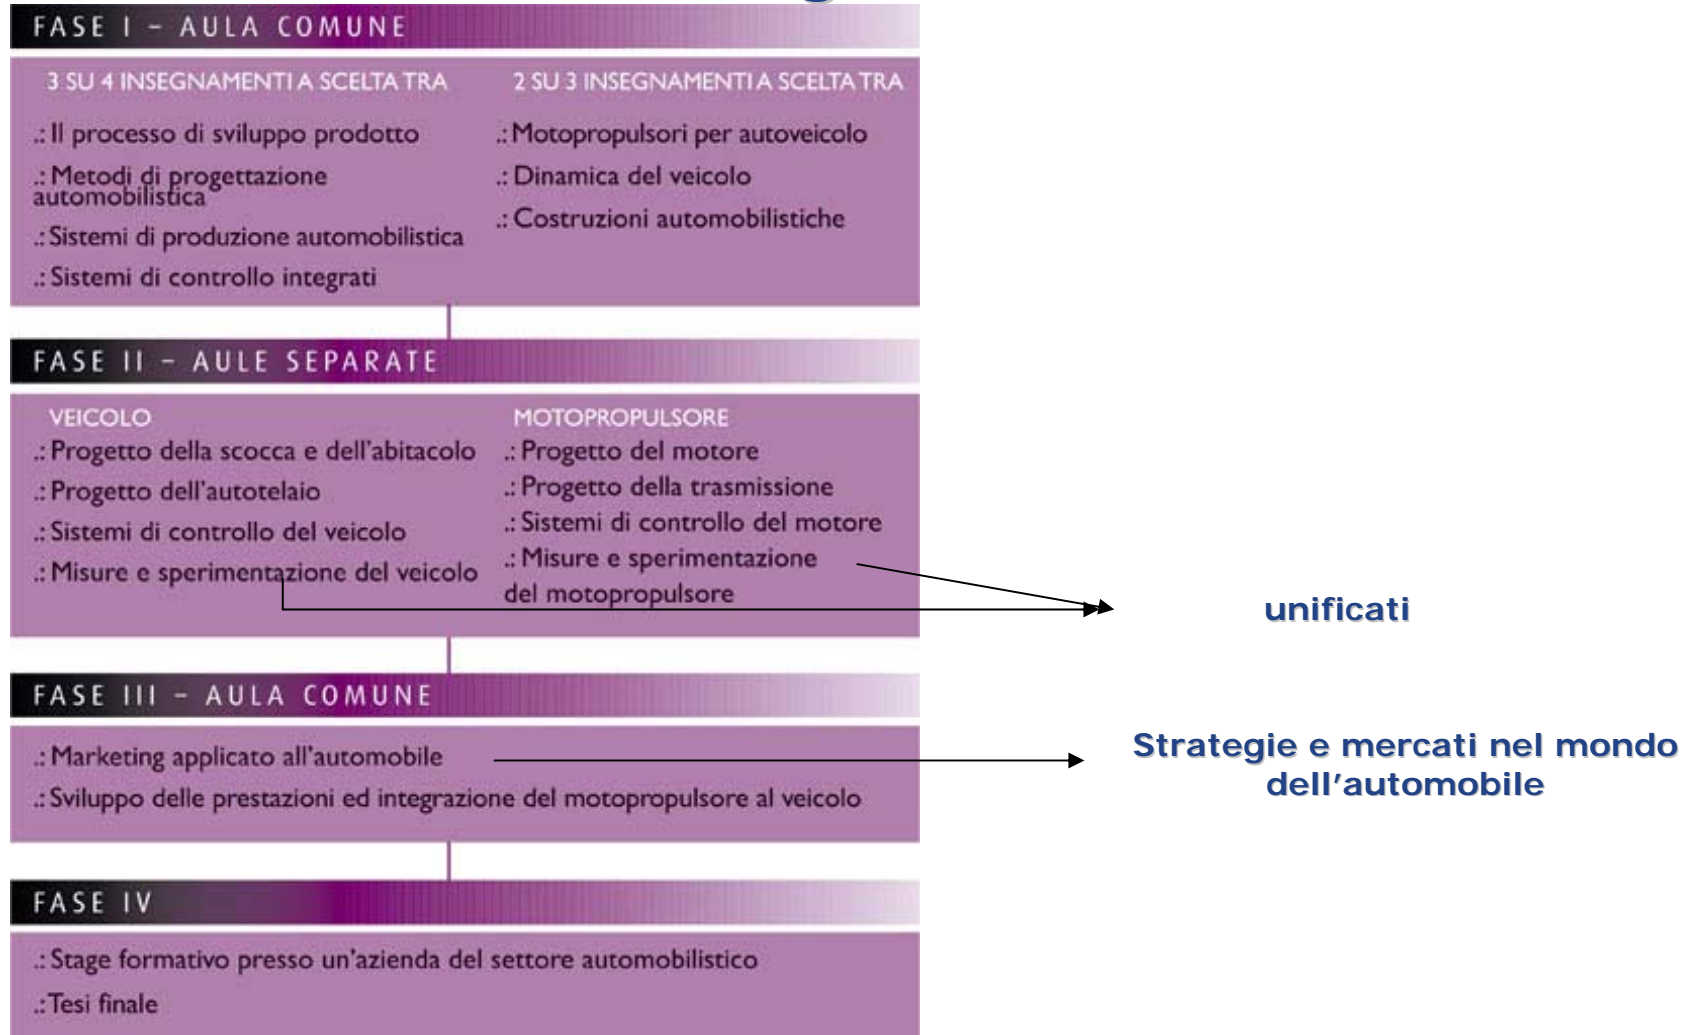 FASE I – AULA COMUNE
3 SU 4 INSEGNAMENTI A SCELTA TRA
.: Il processo di sviluppo prodotto
.: Metodi di progettazione
automobilistica
.: Sistemi di produzione automobilistica
.: Sistemi di controllo integrati
2 SU 3 INSEGNAMENTI A SCELTA TRA
.: Motopropulsori per autoveicolo
.: Dinamica del veicolo
.: Costruzioni automobilistiche
FASE II – AULE SEPARATE
VEICOLO
.: Progetto della scocca e dell'abitacolo
.: Progetto dell'autotelaio
.: Sistemi di controllo del veicolo
.: Misure e sperimentazione del veicolo
MOTOPROPULSORE
.: Progetto del motore
.: Progetto della trasmissione
.: Sistemi di controllo del motore
.: Misure e sperimentazione
del motopropulsore
unificati
FASE III – AULA COMUNE
.: Marketing applicato all'automobile
.: Sviluppo delle prestazioni ed integrazione del motopropulsore al veicolo
Strategie e mercati nel mondo
dell'automobile
FASE IV
.: Stage formativo presso un'azienda del settore automobilistico
.: Tesi finale